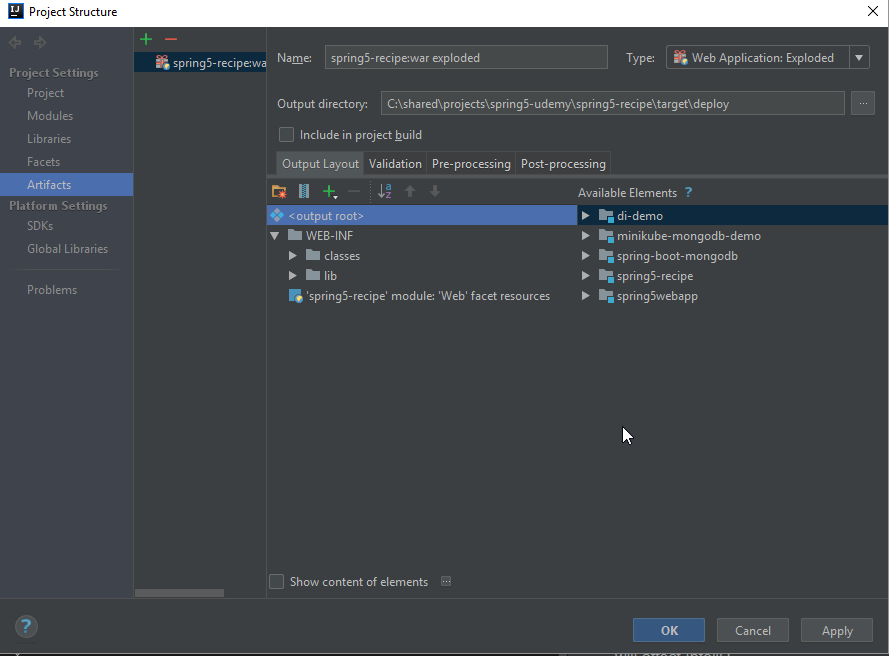 Project Structure
Project Settings
Project
Modules
Libraries
Facets
Artifacts
Platform Settings
SDKs
Global Libraries
Problems
spring5-recipe:wa
Name: spring5-recipe:war exploded Type: Web Application: Exploded
Output directory: C:\shared\projects\spring5-udemy\spring5-recipe\target\deploy ...
Include in project build
Output Layout Validation Pre-processing Post-processing
Available Elements ?
<output root>
WEB-INF
classes
lib
'spring5-recipe' module: 'Web' facet resources
di-demo
minikube-mongodb-demo
spring-boot-mongodb
spring5-recipe
spring5webapp
Show content of elements ...
? OK Cancel Apply